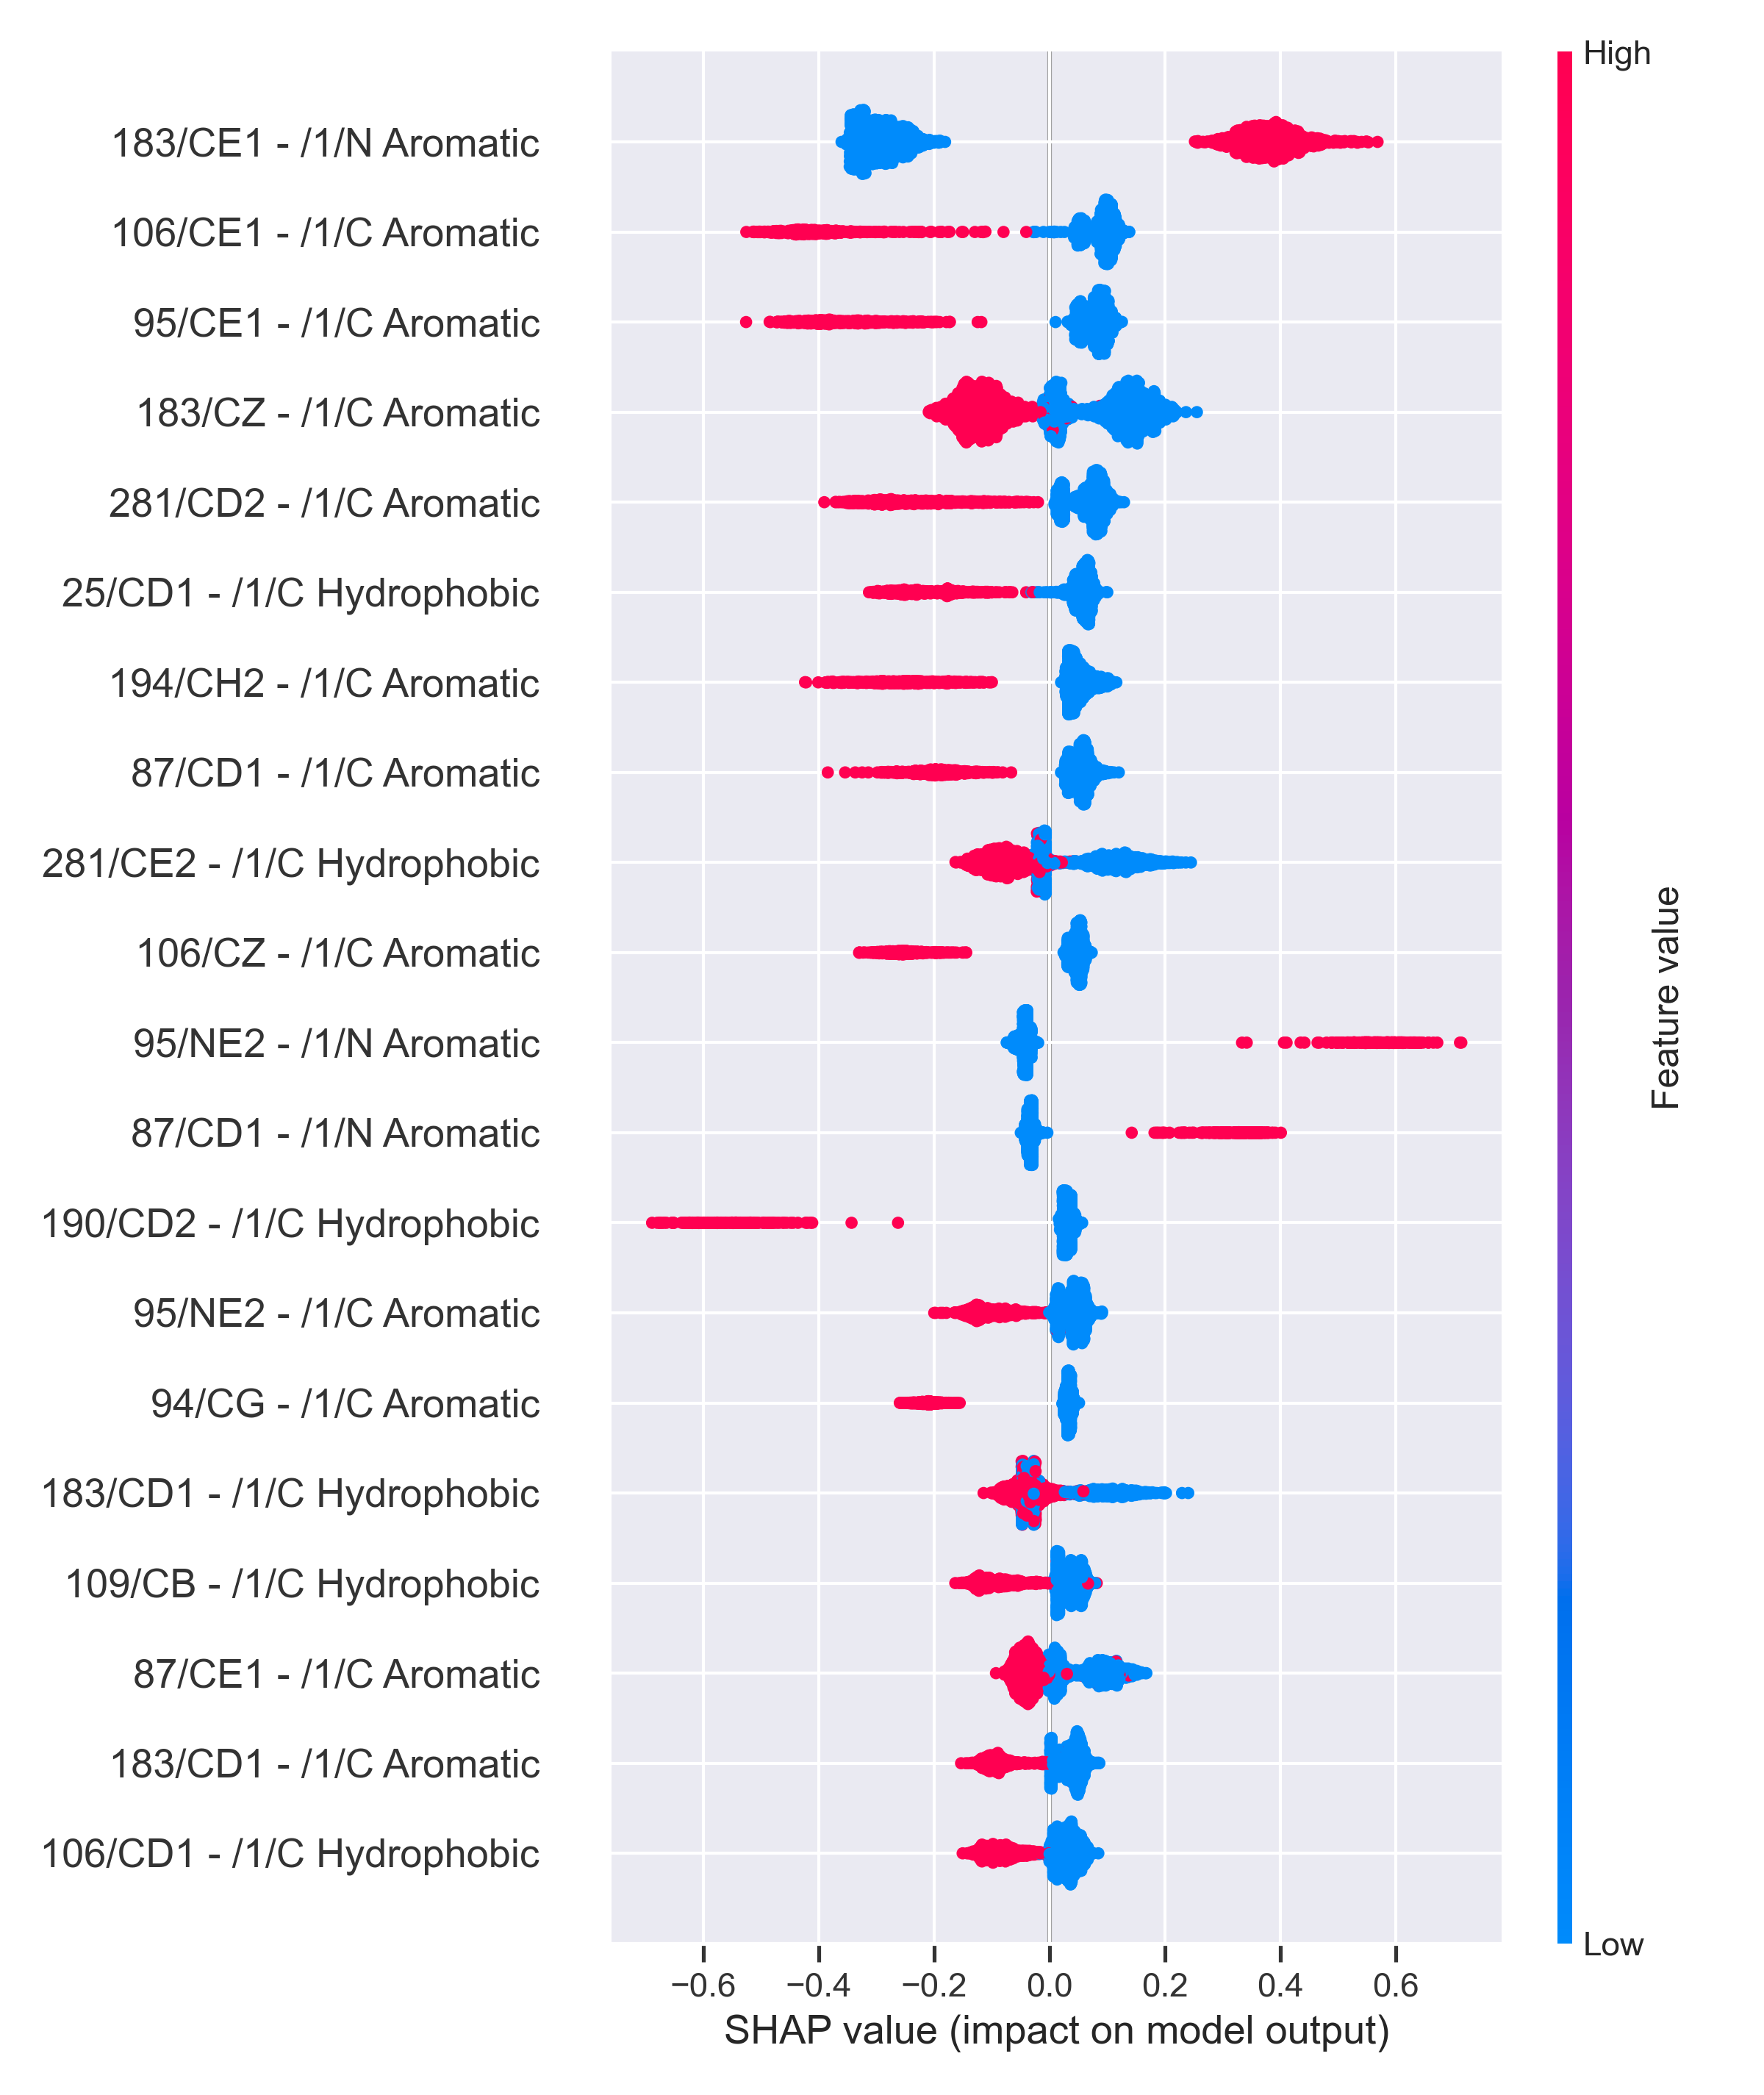 High
183/CE1 - /1/N Aromatic
106/CE1 - /1/C Aromatic
95/CE1 - /1/C Aromatic
183/CZ - /1/C Aromatic
281/CD2 - /1/C Aromatic
25/CD1 - /1/C Hydrophobic
194/CH2 - /1/C Aromatic
87/CD1 - /1/C Aromatic
281/CE2 - /1/C Hydrophobic
106/CZ - /1/C Aromatic
95/NE2 - /1/N Aromatic
87/CD1 - /1/N Aromatic
190/CD2 - /1/C Hydrophobic
95/NE2 - /1/C Aromatic
94/CG - /1/C Aromatic
183/CD1 - /1/C Hydrophobic
109/CB - /1/C Hydrophobic
87/CE1 - /1/C Aromatic
183/CD1 - /1/C Aromatic
106/CD1 - /1/C Hydrophobic
Feature value
Low
−0.6 −0.4 −0.2 0.0 0.2 0.4 0.6
SHAP value (impact on model output)